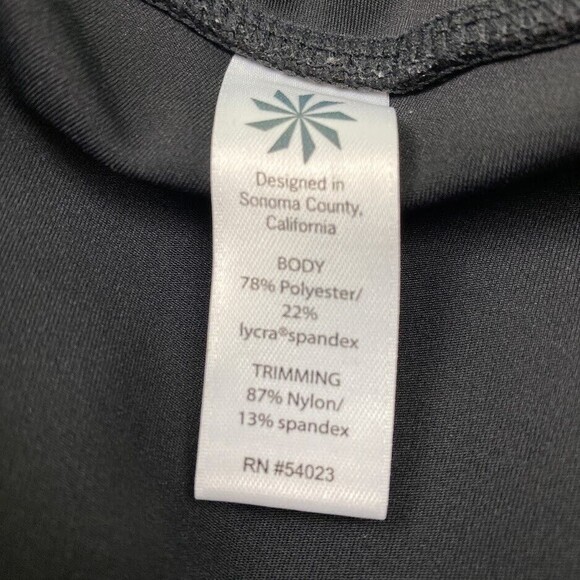 Designed in
Sonoma County,
California
BODY
78% Polyester/
22%
lycra®spandex
TRIMMING
87% Nylon/
13% spandex
RN #54023